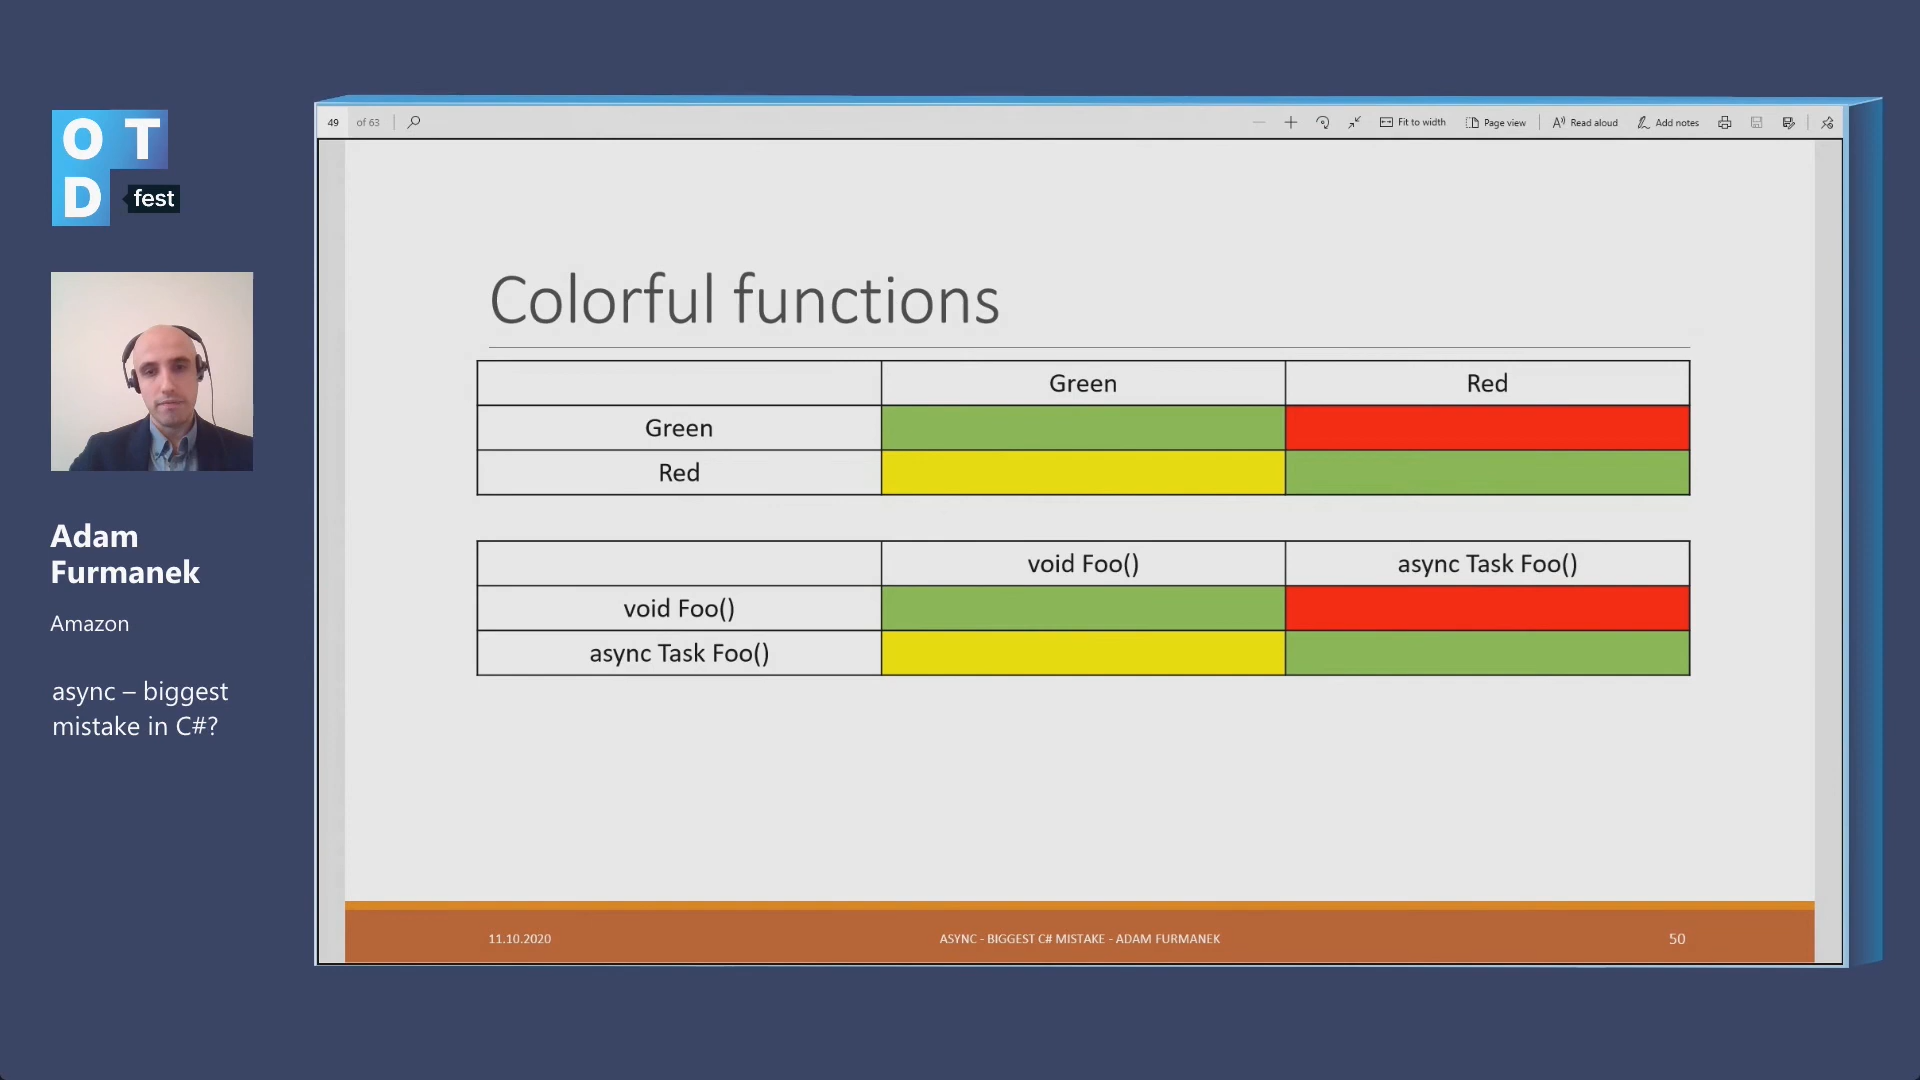 O T
D fest
Adam
Furmanek
Amazon
async – biggest
mistake in C#?
49 of 63
Fit to width
Page view
Read aloud
Add notes
Colorful functions
Green Red
Green
Red
void Foo() async Task Foo()
void Foo()
async Task Foo()
11.10.2020
ASYNC - BIGGEST C# MISTAKE - ADAM FURMANEK
50